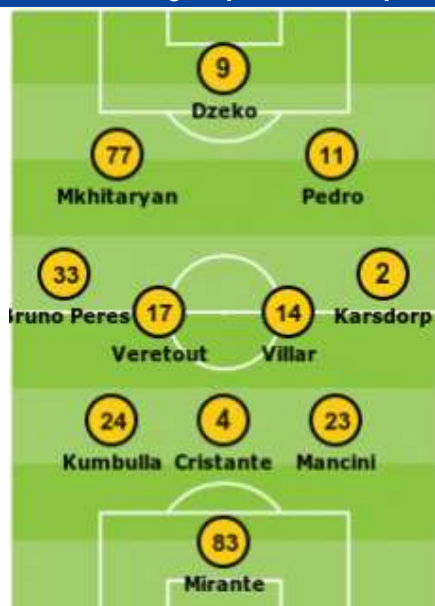 9
Dzeko
77 11
Mkhitaryan Pedro
33 2
runo Peres 17 14 Karsdorp
Veretout Villar
24 4 23
Kumbulla Cristante Mancini
83
Mirante